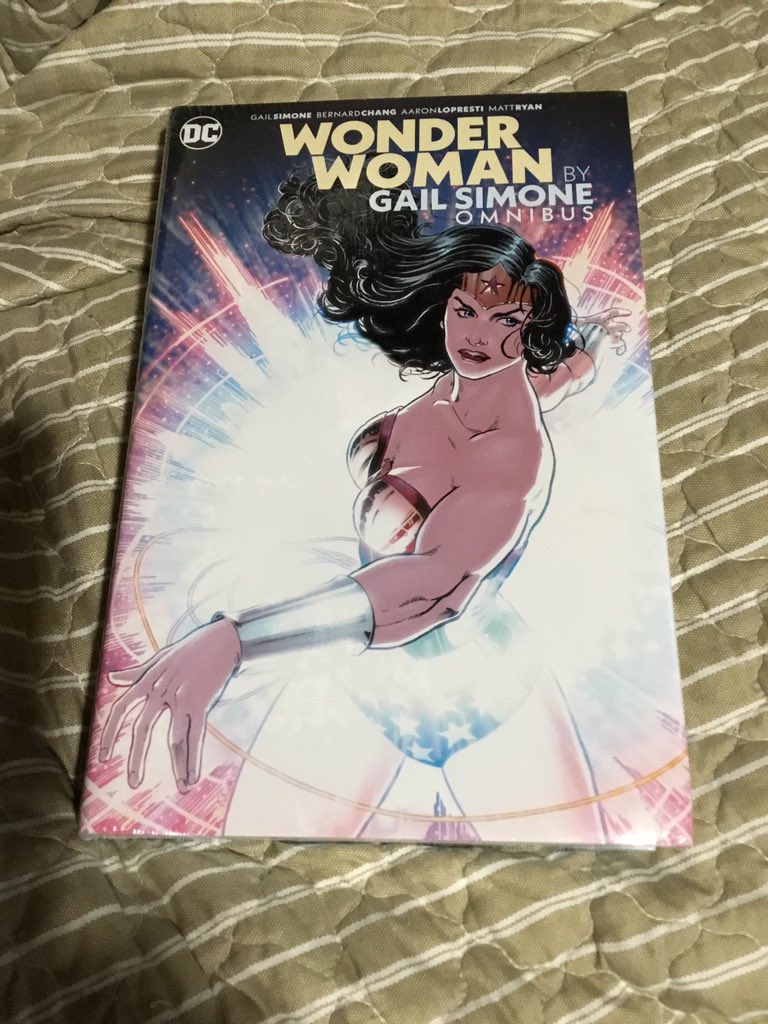 DC
GAIL SIMONE BERNARD CHANG AARON LOPRESTI MATT RYAN
WONDER
WOMAN BY
GAIL SIMONE
OMNIBUS